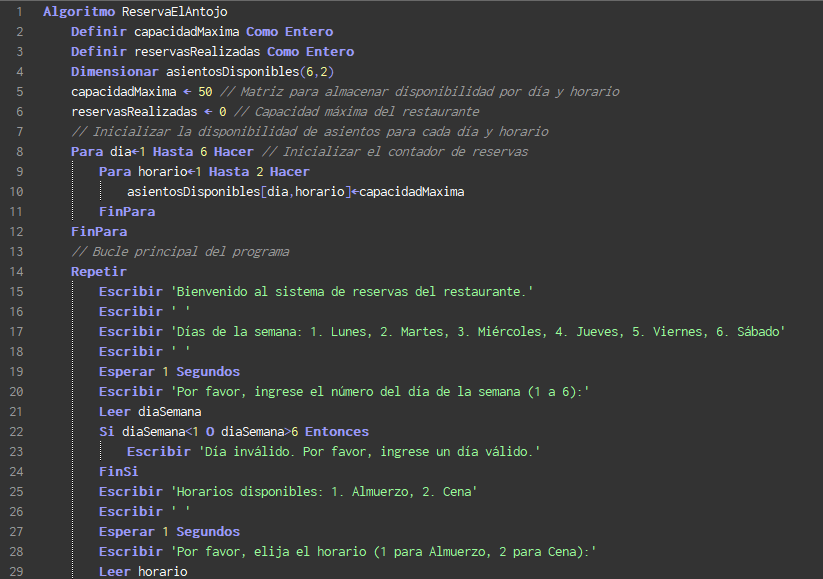 1 Algoritmo ReservaElAntojo
2 Definir capacidadMaxima Como Entero
3 Definir reservasRealizadas Como Entero
4 Dimensionar asientosDisponibles(6,2)
5 capacidadMaxima ← 50 // Matriz para almacenar disponibilidad por día y horario
6 reservasRealizadas ← 0 // Capacidad máxima del restaurante
7 // Inicializar la disponibilidad de asientos para cada día y horario
8 Para dia←1 Hasta 6 Hacer // Inicializar el contador de reservas
9 Para horario←1 Hasta 2 Hacer
10 asientosDisponibles[dia,horario]←capacidadMaxima
11 FinPara
12 FinPara
13 // Bucle principal del programa
14 Repetir
15 Escribir 'Bienvenido al sistema de reservas del restaurante.'
16 Escribir ' '
17 Escribir 'Días de la semana: 1. Lunes, 2. Martes, 3. Miércoles, 4. Jueves, 5. Viernes, 6. Sábado'
18 Escribir ' '
19 Esperar 1 Segundos
20 Escribir 'Por favor, ingrese el número del día de la semana (1 a 6):'
21 Leer diaSemana
22 Si diaSemana<1 O diaSemana>6 Entonces
23 Escribir 'Día inválido. Por favor, ingrese un día válido.'
24 FinSi
25 Escribir 'Horarios disponibles: 1. Almuerzo, 2. Cena'
26 Escribir ' '
27 Esperar 1 Segundos
28 Escribir 'Por favor, elija el horario (1 para Almuerzo, 2 para Cena):'
29 Leer horario